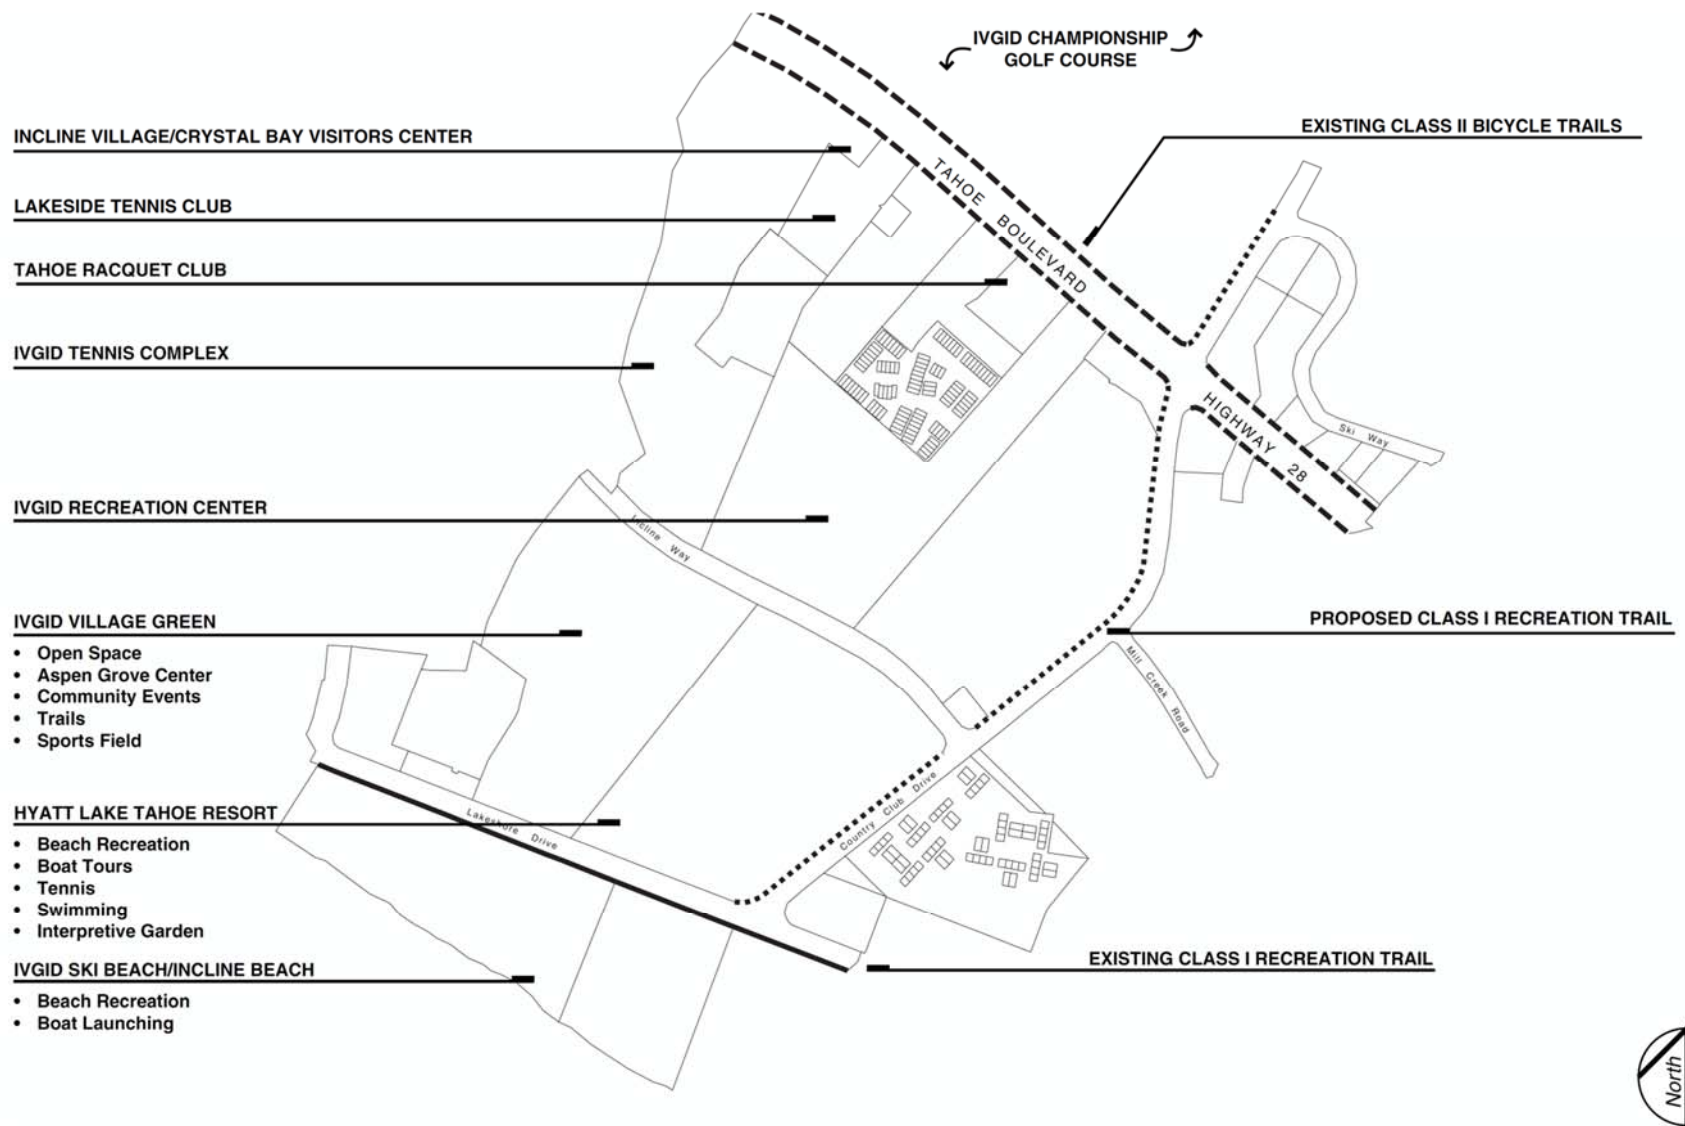 IVGID CHAMPIONSHIP
GOLF COURSE
INCLINE VILLAGE/CRYSTAL BAY VISITORS CENTER
EXISTING CLASS II BICYCLE TRAILS
LAKESIDE TENNIS CLUB
TAHOE BOULEVARD
TAHOE RACQUET CLUB
IVGID TENNIS COMPLEX
HIGHWAY 28
Ski Way
IVGID RECREATION CENTER
Incline Way
IVGID VILLAGE GREEN
• Open Space
• Aspen Grove Center
• Community Events
• Trails
• Sports Field
PROPOSED CLASS I RECREATION TRAIL
Mill Creek Road
HYATT LAKE TAHOE RESORT
• Beach Recreation
• Boat Tours
• Tennis
• Swimming
• Interpretive Garden
Lakeshore Drive
Country Club Drive
IVGID SKI BEACH/INCLINE BEACH
• Beach Recreation
• Boat Launching
EXISTING CLASS I RECREATION TRAIL
North